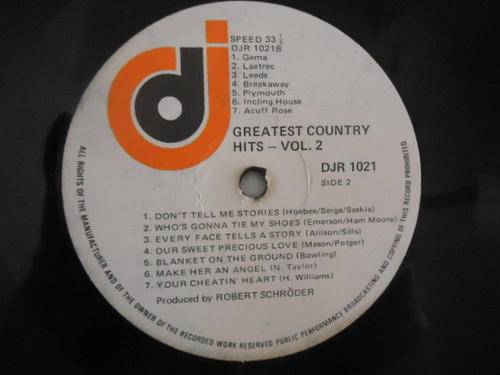 dj
SPEED 33 1/3
DJR 1021B
1. Gema
2. Laetrec
3. Leeds
4. Breakaway
5. Plymouth
6. Incling House
7. Acuff Rose
GREATEST COUNTRY
HITS – VOL. 2
DJR 1021
SIDE 2
1. DON'T TELL ME STORIES (Honbee/Serge/Saskia)
2. WHO'S GONNA TIE MY SHOES (Emerson/Ham Moore)
3. EVERY FACE TELLS A STORY (Allison/Sills)
4. OUR SWEET PRECIOUS LOVE (Mason/Potger)
5. BLANKET ON THE GROUND (Bowling)
6. MAKE HER AN ANGEL (N. Taylor)
7. YOUR CHEATIN' HEART (H. Williams)
Produced by ROBERT SCHRÖDER
ALL RIGHTS OF THE MANUFACTURER AND OF THE OWNER OF THE RECORDED WORK RESERVED PUBLIC PERFORMANCE BROADCASTING AND COPYING OF THIS RECORD PROHIBITED